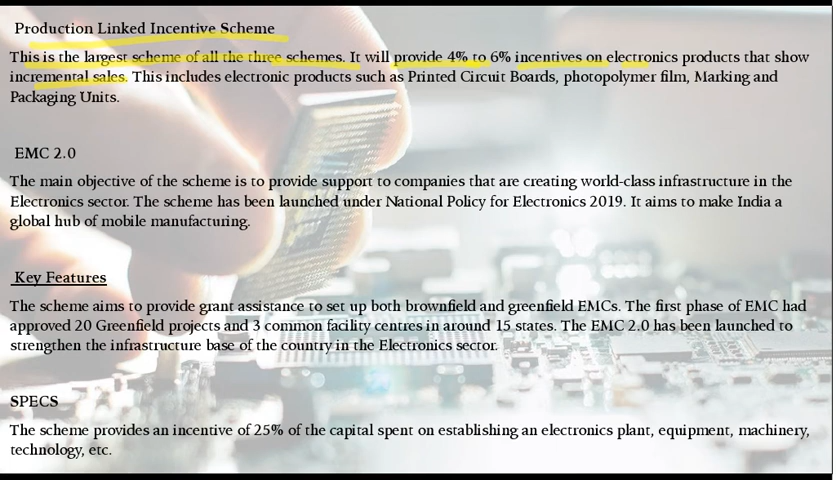 Production Linked Incentive Scheme
This is the largest scheme of all the three schemes. It will provide 4% to 6% incentives on electronics products that show
incremental sales. This includes electronic products such as Printed Circuit Boards, photopolymer film, Marking and
Packaging Units.
EMC 2.0
The main objective of the scheme is to provide support to companies that are creating world-class infrastructure in the
Electronics sector. The scheme has been launched under National Policy for Electronics 2019. It aims to make India a
global hub of mobile manufacturing.
Key Features
The scheme aims to provide grant assistance to set up both brownfield and greenfield EMCs. The first phase of EMC had
approved 20 Greenfield projects and 3 common facility centres in around 15 states. The EMC 2.0 has been launched to
strengthen the infrastructure base of the country in the Electronics sector.
SPECS
The scheme provides an incentive of 25% of the capital spent on establishing an electronics plant, equipment, machinery,
technology, etc.